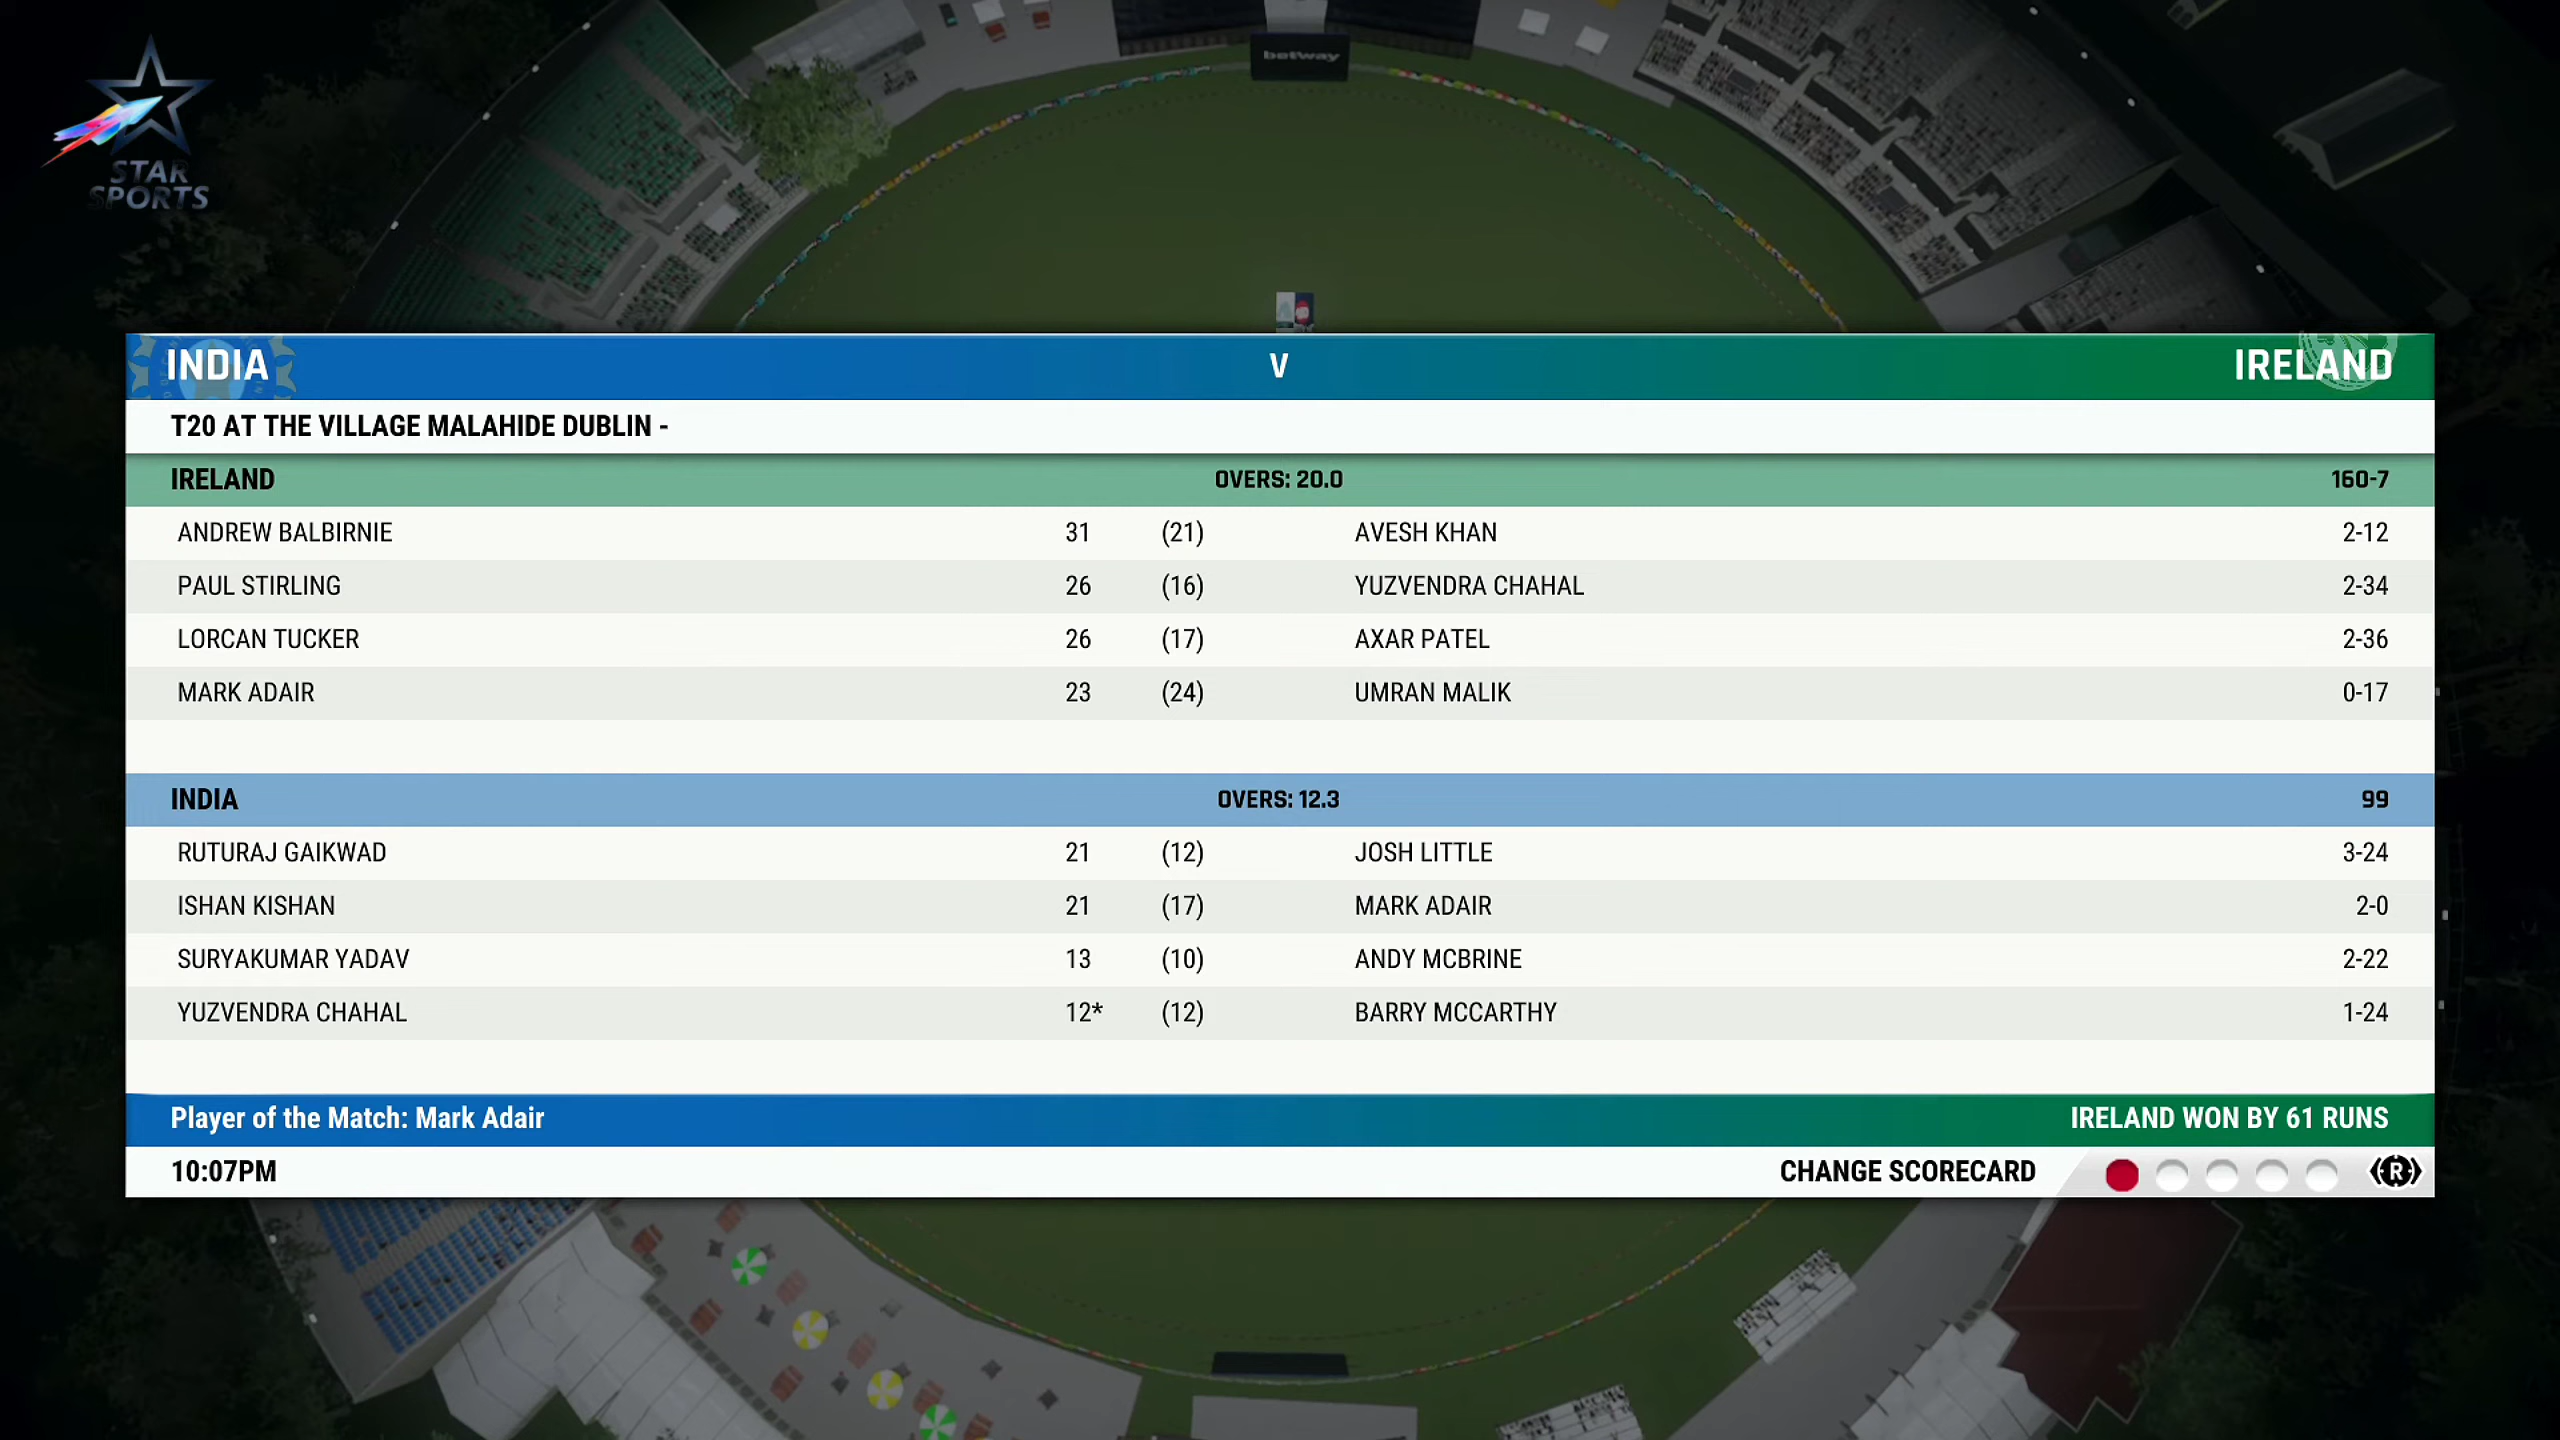 betway
STAR
SPORTS
INDIA V IRELAND
T20 AT THE VILLAGE MALAHIDE DUBLIN -
IRELAND OVERS: 20.0 160-7
ANDREW BALBIRNIE 31 (21) AVESH KHAN 2-12
PAUL STIRLING 26 (16) YUZVENDRA CHAHAL 2-34
LORCAN TUCKER 26 (17) AXAR PATEL 2-36
MARK ADAIR 23 (24) UMRAN MALIK 0-17
INDIA OVERS: 12.3 99
RUTURAJ GAIKWAD 21 (12) JOSH LITTLE 3-24
ISHAN KISHAN 21 (17) MARK ADAIR 2-0
SURYAKUMAR YADAV 13 (10) ANDY MCBRINE 2-22
YUZVENDRA CHAHAL 12* (12) BARRY MCCARTHY 1-24
Player of the Match: Mark Adair IRELAND WON BY 61 RUNS
10:07PM CHANGE SCORECARD R